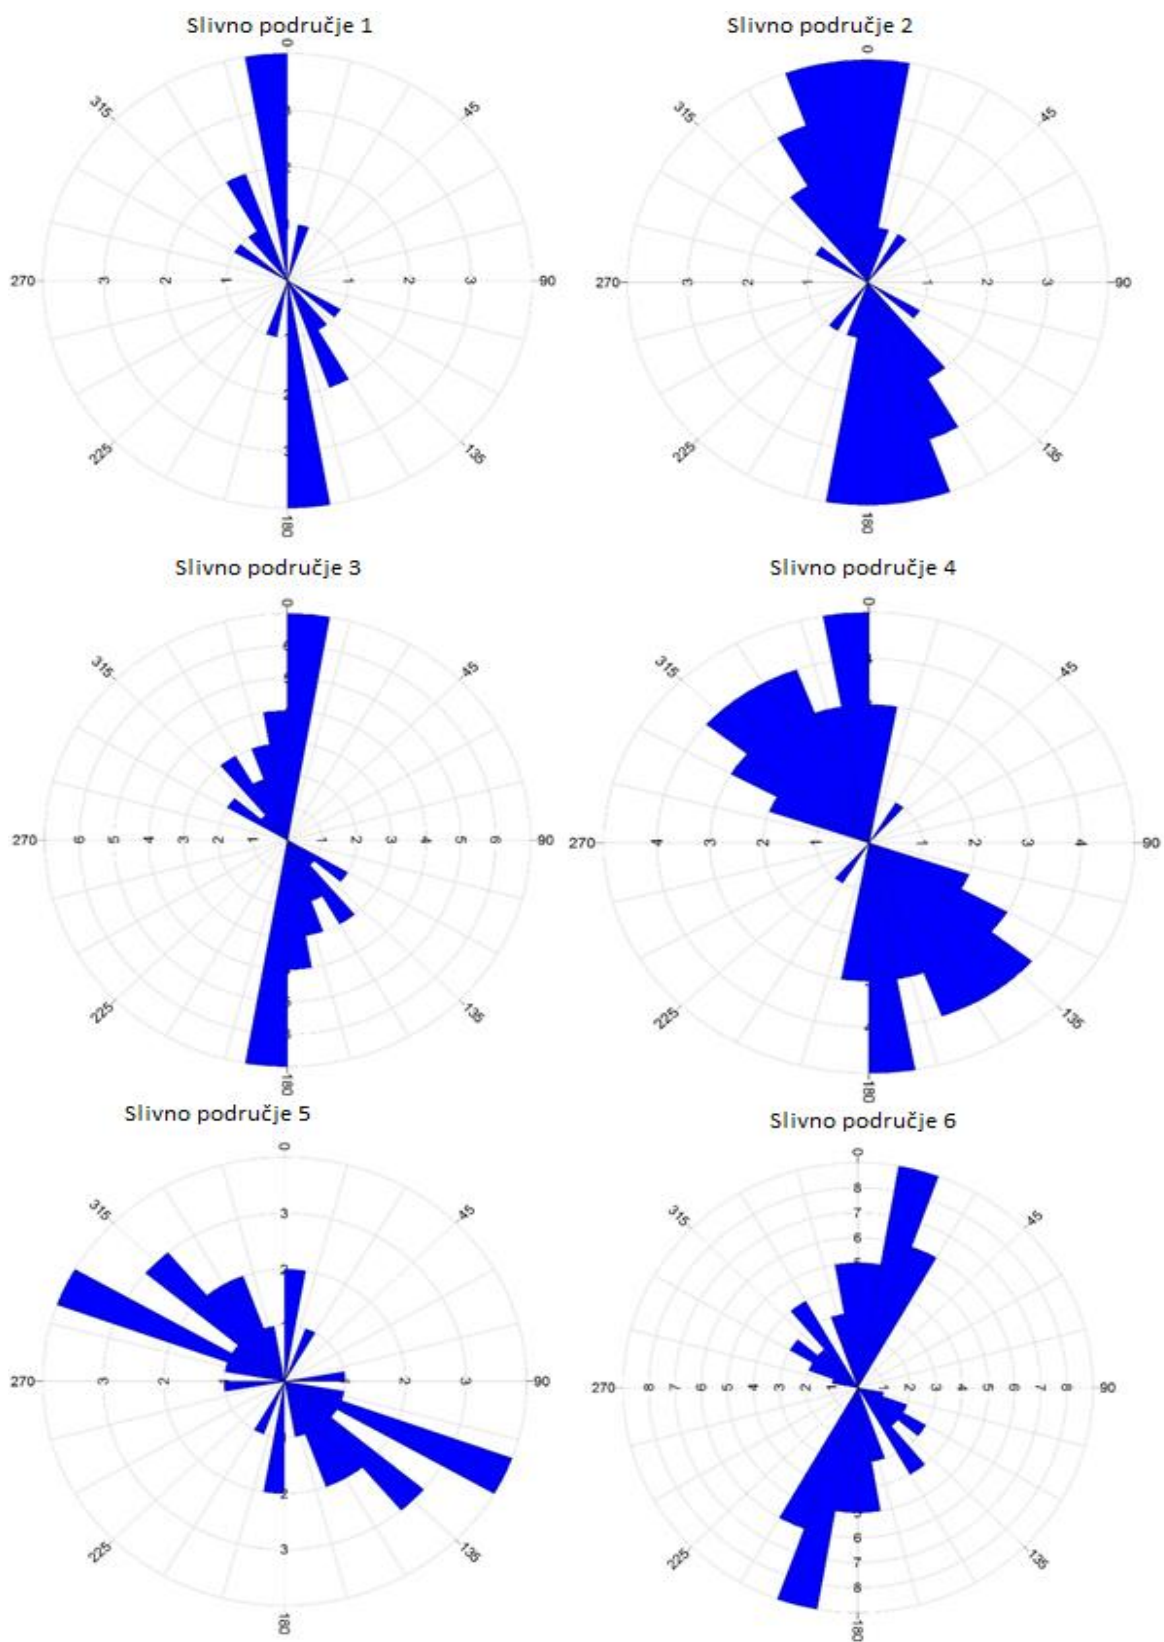 Slivno područje 1
0
315 45
270 3 2 1 1 2 3 90
225 135
180
Slivno područje 2
0
315 45
270 3 2 1 1 2 3 90
225 135
180
Slivno područje 3
0
315 45
270 6 5 4 3 2 1 1 2 3 4 5 6 90
225 135
180
Slivno područje 4
0
315 45
270 4 3 2 1 1 2 3 4 90
225 135
180
Slivno područje 5
0
315 45
3
2
270 3 2 1 2 3 90
2
3
225 135
180
Slivno područje 6
0
8
7
6
315 45
270 8 7 6 5 4 3 2 1 1 2 3 4 5 6 7 8 90
6
7
8
225 135
180